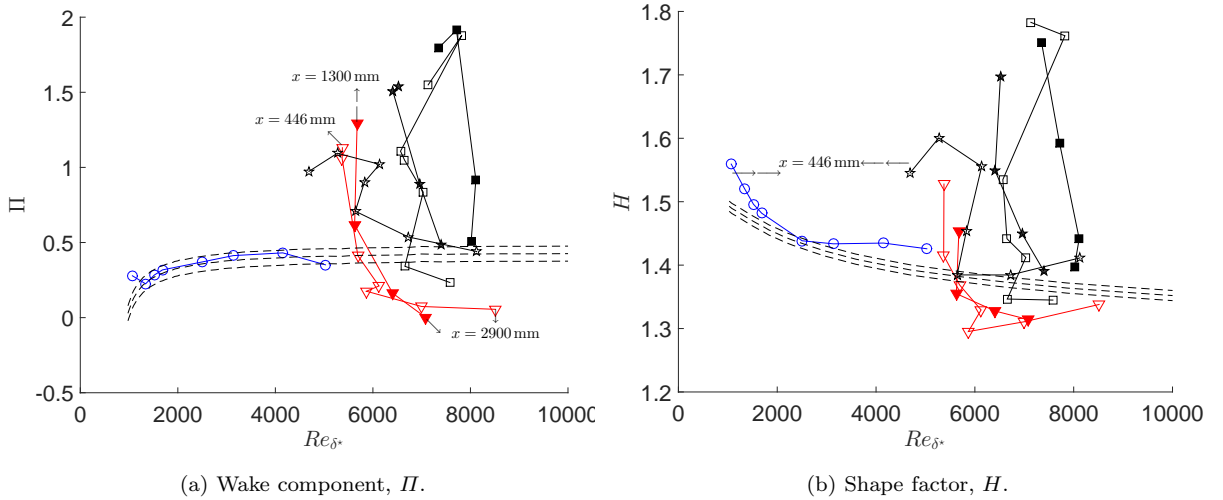 2
1.5
1
0.5
0
-0.5
0
2000
4000
6000
8000
10000
Π
Re_{δ⋆}
x = 1300 mm
x = 446 mm
x = 2900 mm
(a) Wake component, Π.
1.8
1.7
1.6
1.5
1.4
1.3
1.2
0
2000
4000
6000
8000
10000
H
Re_{δ⋆}
x = 446 mm
(b) Shape factor, H.